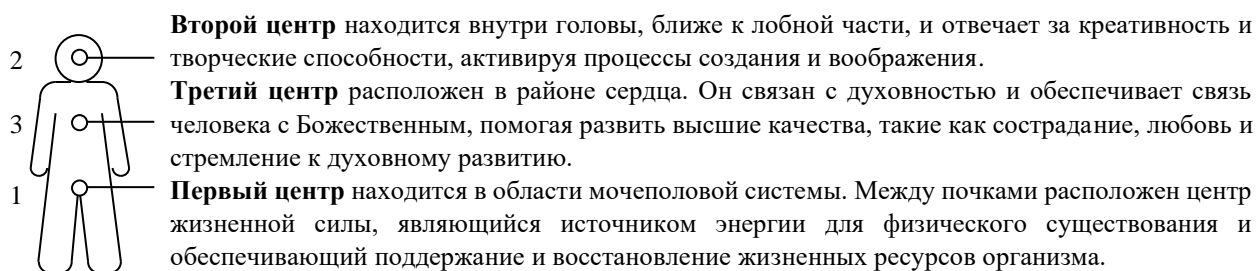 Второй центр находится внутри головы, ближе к лобной части, и отвечает за креативность и
2 творческие способности, активируя процессы создания и воображения.
Третий центр расположен в районе сердца. Он связан с духовностью и обеспечивает связь
3 человека с Божественным, помогая развить высшие качества, такие как сострадание, любовь и
стремление к духовному развитию.
1 Первый центр находится в области мочеполовой системы. Между почками расположен центр
жизненной силы, являющийся источником энергии для физического существования и
обеспечивающий поддержание и восстановление жизненных ресурсов организма.